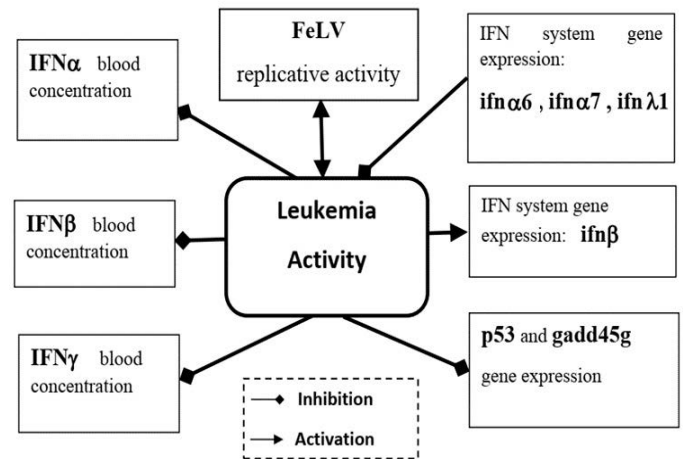 IFNα blood
concentration
FeLV
replicative activity
IFN system gene
expression:
ifnα6 , ifnα7 , ifnλ1
IFNβ blood
concentration
Leukemia
Activity
IFN system gene
expression: ifnβ
IFNγ blood
concentration
p53 and gadd45g
gene expression
Inhibition
Activation